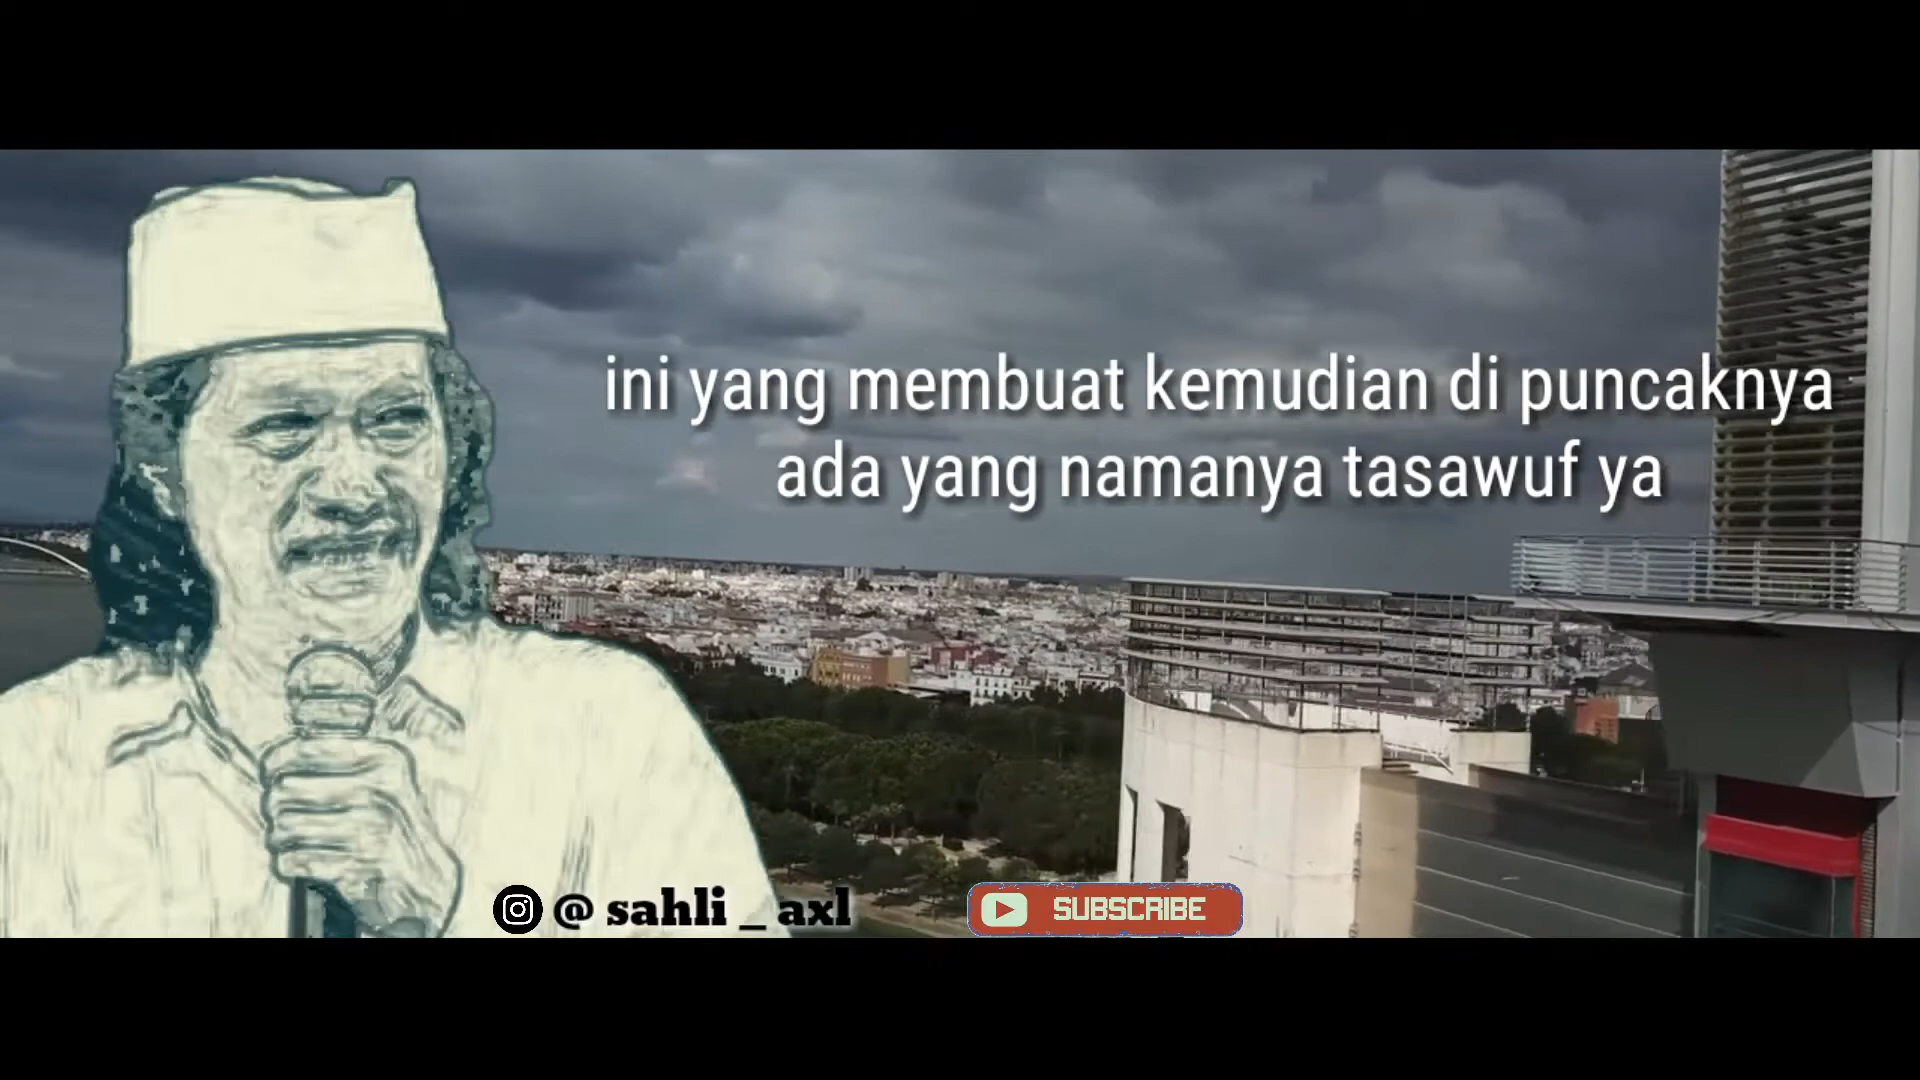 ini yang membuat kemudian di puncaknya
ada yang namanya tasawuf ya
@ sahli _ axl
SUBSCRIBE